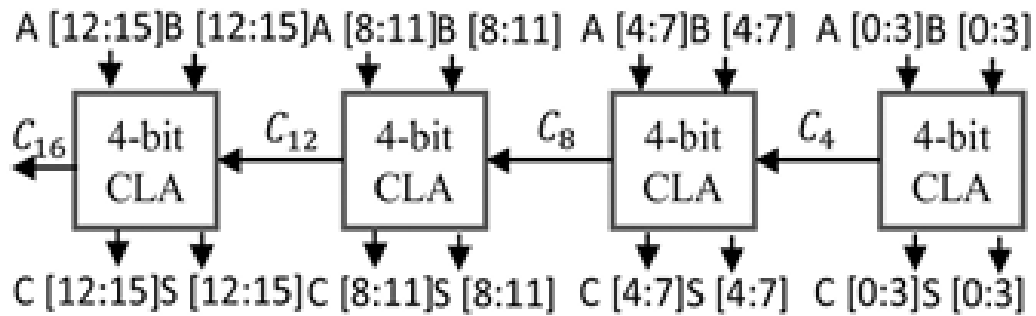 A [12:15]B [12:15]A [8:11]B [8:11] A [4:7]B [4:7] A [0:3]B [0:3]
C₁₆ 4-bit CLA C₁₂ 4-bit CLA C₈ 4-bit CLA C₄ 4-bit CLA
C [12:15]S [12:15]C [8:11]S [8:11] C [4:7]S [4:7] C [0:3]S [0:3]